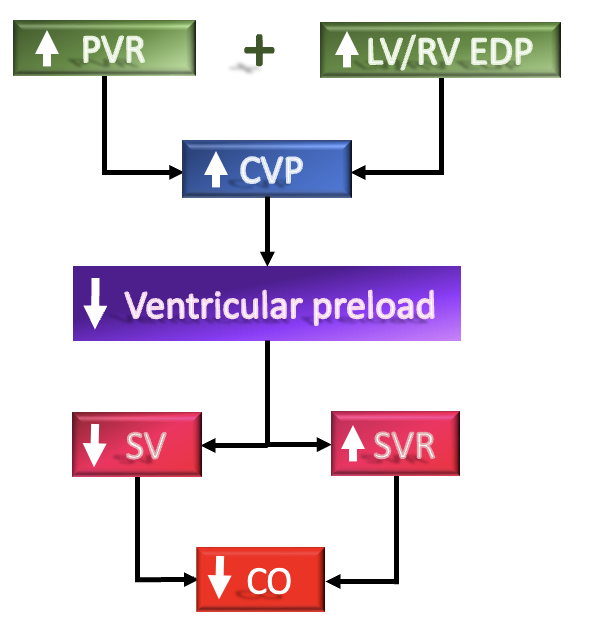 ↑ PVR + ↑ LV/RV EDP
↑ CVP
↓ Ventricular preload
↓ SV ↑ SVR
↓ CO